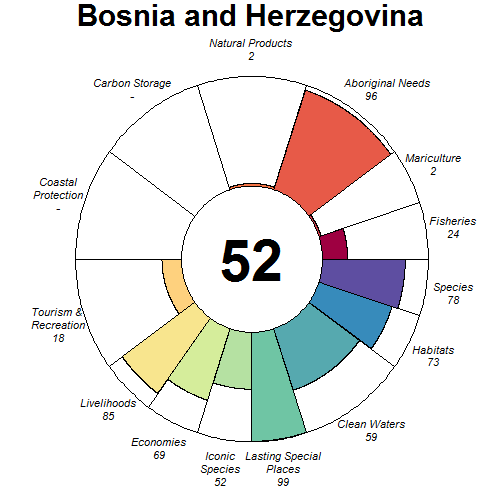 Bosnia and Herzegovina
Natural Products
2
Carbon Storage
-
Aboriginal Needs
96
Mariculture
2
Coastal
Protection
-
Fisheries
24
52
Species
78
Tourism &
Recreation
18
Habitats
73
Livelihoods
85
Clean Waters
59
Economies
69
Iconic
Species
52
Lasting Special
Places
99